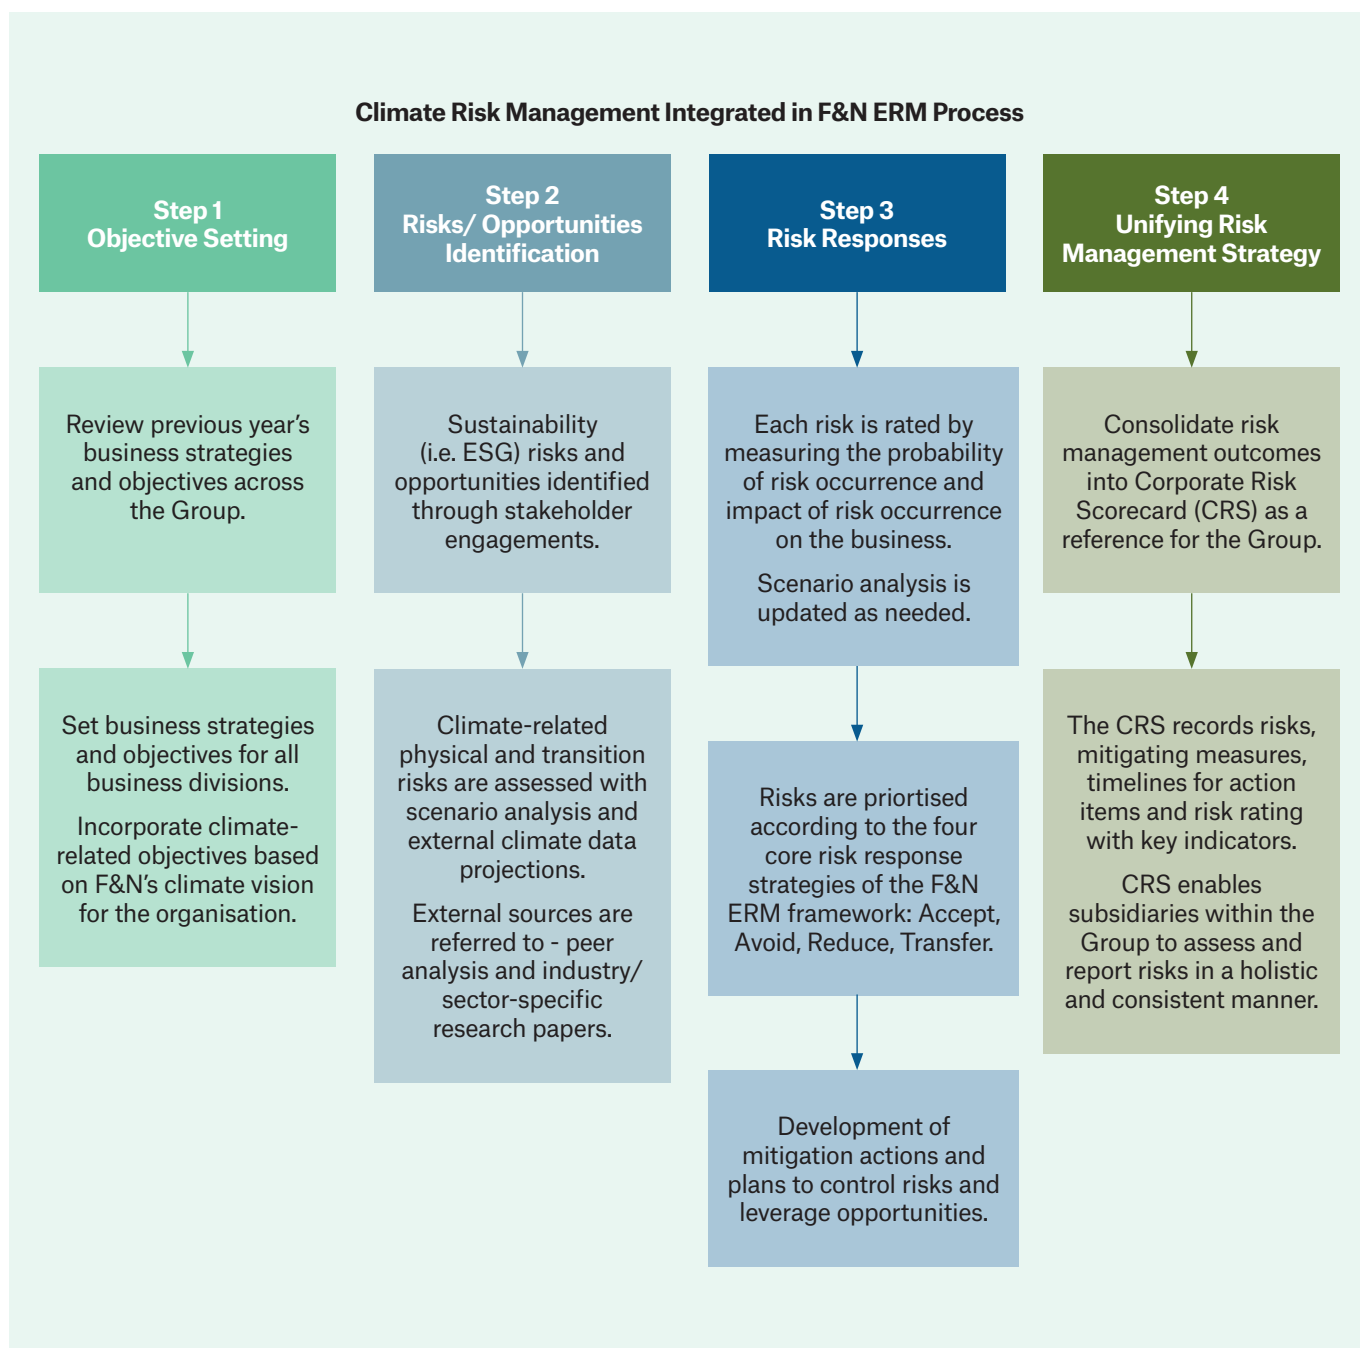 Climate Risk Management Integrated in F&N ERM Process
Step 1
Objective Setting
Review previous year's
business strategies
and objectives across
the Group.
Set business strategies
and objectives for all
business divisions.
Incorporate climate-
related objectives based
on F&N's climate vision
for the organisation.
Step 2
Risks/ Opportunities
Identification
Sustainability
(i.e. ESG) risks and
opportunities identified
through stakeholder
engagements.
Climate-related
physical and transition
risks are assessed with
scenario analysis and
external climate data
projections.
External sources are
referred to - peer
analysis and industry/
sector-specific
research papers.
Step 3
Risk Responses
Each risk is rated by
measuring the probability
of risk occurrence and
impact of risk occurrence
on the business.
Scenario analysis is
updated as needed.
Risks are priortised
according to the four
core risk response
strategies of the F&N
ERM framework: Accept,
Avoid, Reduce, Transfer.
Development of
mitigation actions and
plans to control risks and
leverage opportunities.
Step 4
Unifying Risk
Management Strategy
Consolidate risk
management outcomes
into Corporate Risk
Scorecard (CRS) as a
reference for the Group.
The CRS records risks,
mitigating measures,
timelines for action
items and risk rating
with key indicators.
CRS enables
subsidiaries within the
Group to assess and
report risks in a holistic
and consistent manner.